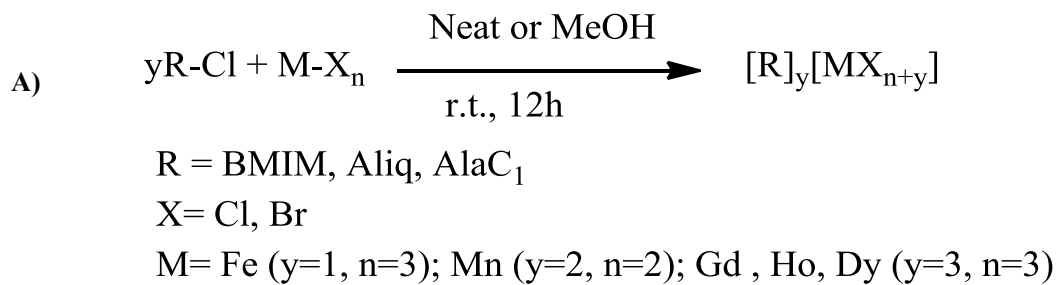 Neat or MeOH
A) yR-Cl + M-Xₙ [R]ᵧ[MXₙ₊ᵧ]
r.t., 12h
R = BMIM, Aliq, AlaC₁
X= Cl, Br
M= Fe (y=1, n=3); Mn (y=2, n=2); Gd , Ho, Dy (y=3, n=3)